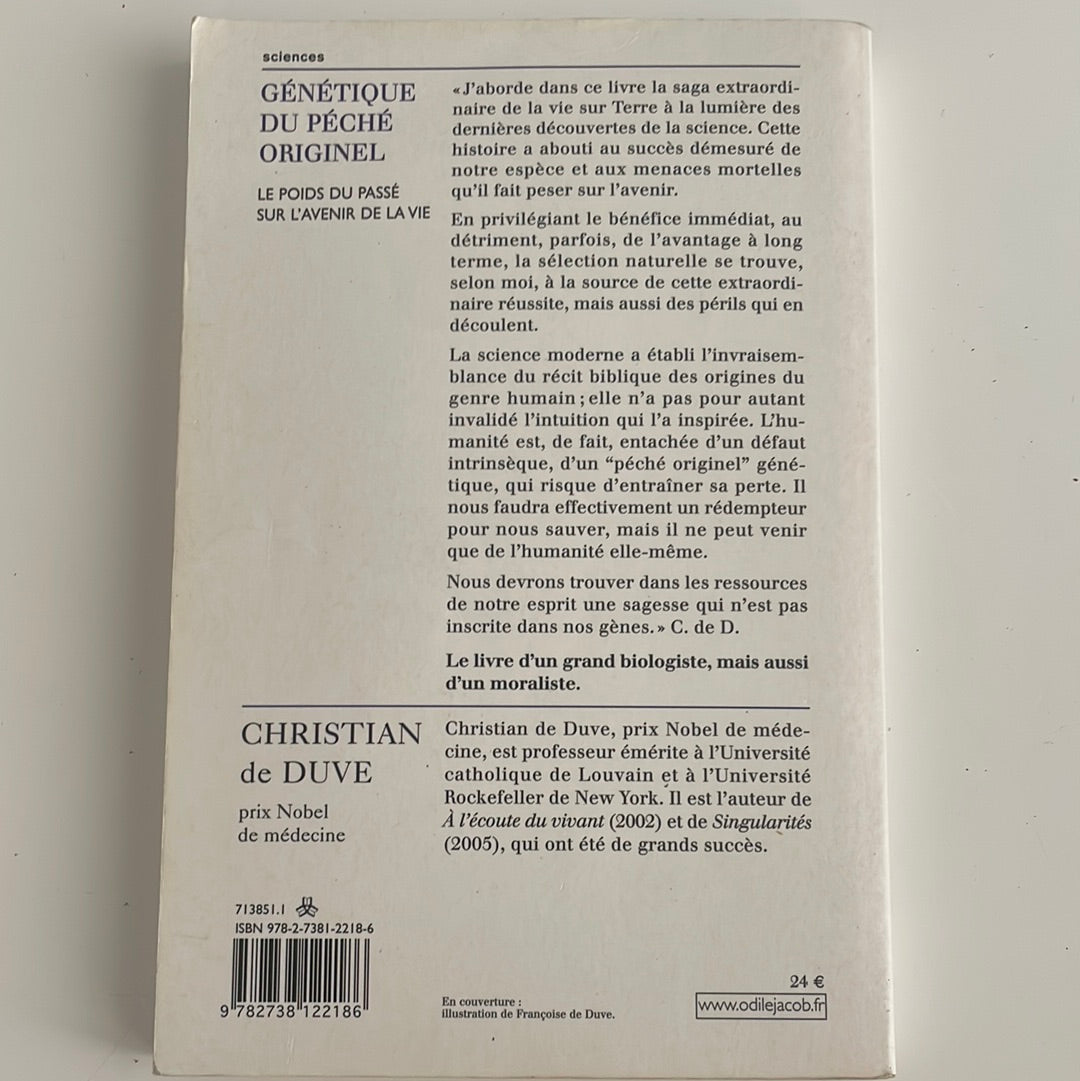 sciences
GÉNÉTIQUE
DU PÉCHÉ
ORIGINEL
LE POIDS DU PASSÉ
SUR L'AVENIR DE LA VIE
«J'aborde dans ce livre la saga extraordi-
naire de la vie sur Terre à la lumière des
dernières découvertes de la science. Cette
histoire a abouti au succès démesuré de
notre espèce et aux menaces mortelles
qu'il fait peser sur l'avenir.
En privilégiant le bénéfice immédiat, au
détriment, parfois, de l'avantage à long
terme, la sélection naturelle se trouve,
selon moi, à la source de cette extraordi-
naire réussite, mais aussi des périls qui en
découlent.
La science moderne a établi l'invraisem-
blance du récit biblique des origines du
genre humain ; elle n'a pas pour autant
invalidé l'intuition qui l'a inspirée. L'hu-
manité est, de fait, entachée d'un défaut
intrinsèque, d'un “péché originel” géné-
tique, qui risque d'entraîner sa perte. Il
nous faudra effectivement un rédempteur
pour nous sauver, mais il ne peut venir
que de l'humanité elle-même.
Nous devrons trouver dans les ressources
de notre esprit une sagesse qui n'est pas
inscrite dans nos gènes.» C. de D.
Le livre d'un grand biologiste, mais aussi
d'un moraliste.
CHRISTIAN
de DUVE
prix Nobel
de médecine
Christian de Duve, prix Nobel de méde-
cine, est professeur émérite à l'Université
catholique de Louvain et à l'Université
Rockefeller de New York. Il est l'auteur de
À l'écoute du vivant (2002) et de Singularités
(2005), qui ont été de grands succès.
713851.1
ISBN 978-2-7381-2218-6
9 782738 122186
En couverture :
illustration de Françoise de Duve.
24 €
www.odilejacob.fr